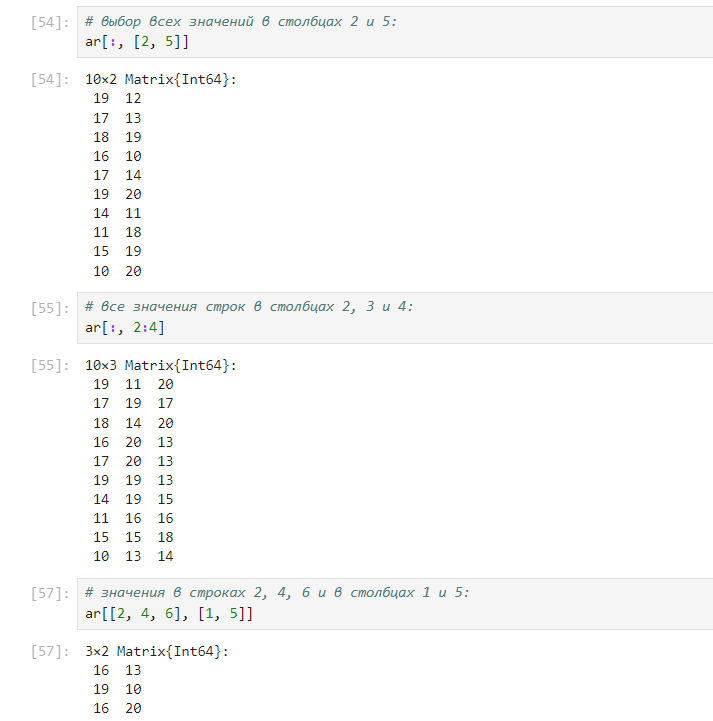 [54]: # выбор всех значений в столбцах 2 и 5:
ar[:, [2, 5]]
[54]: 10×2 Matrix{Int64}:
19 12
17 13
18 19
16 10
17 14
19 20
14 11
11 18
15 19
10 20
[55]: # все значения строк в столбцах 2, 3 и 4:
ar[:, 2:4]
[55]: 10×3 Matrix{Int64}:
19 11 20
17 19 17
18 14 20
16 20 13
17 20 13
19 19 13
14 19 15
11 16 16
15 15 18
10 13 14
[57]: # значения в строках 2, 4, 6 и в столбцах 1 и 5:
ar[[2, 4, 6], [1, 5]]
[57]: 3×2 Matrix{Int64}:
16 13
19 10
16 20